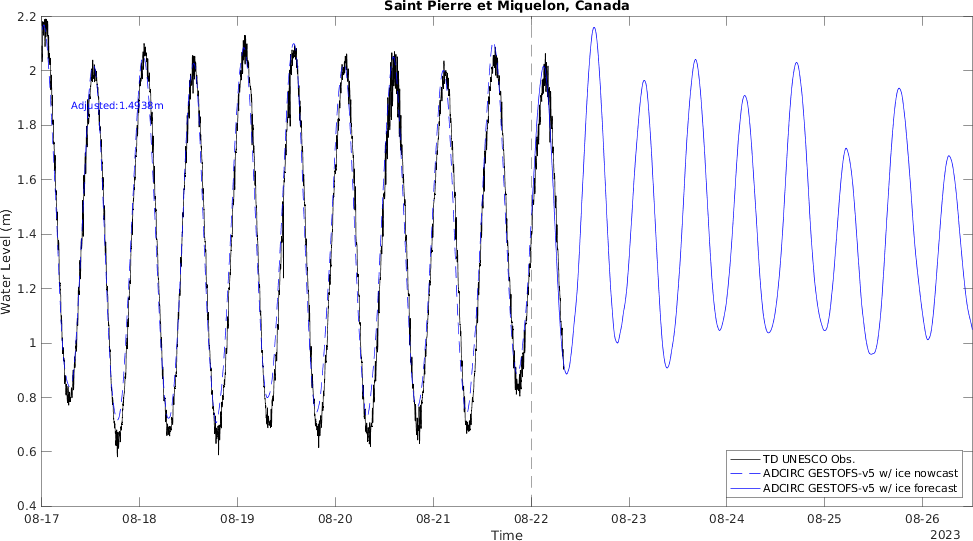 Saint Pierre et Miquelon, Canada
2.2
2
1.8
1.6
1.4
1.2
1
0.8
0.6
0.4
Water Level (m)
Adjusted:1.4938m
TD UNESCO Obs.
ADCIRC GESTOFS-v5 w/ ice nowcast
ADCIRC GESTOFS-v5 w/ ice forecast
08-17 08-18 08-19 08-20 08-21 08-22 08-23 08-24 08-25 08-26
Time
2023